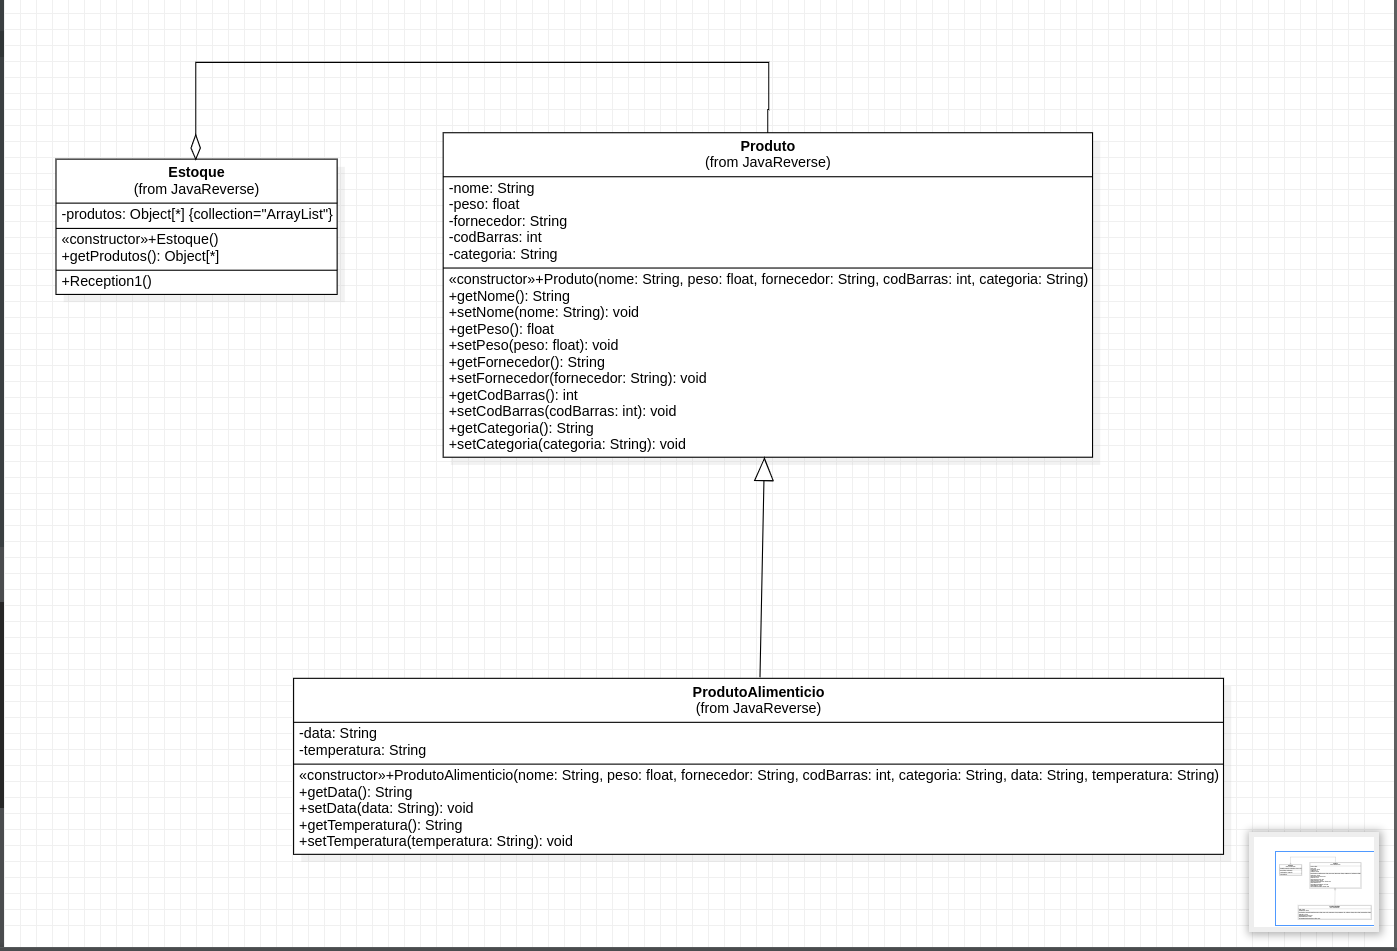 Estoque
(from JavaReverse)
-produtos: Object[*] {collection="ArrayList"}
«constructor»+Estoque()
+getProdutos(): Object[*]
+Reception1()
Produto
(from JavaReverse)
-nome: String
-peso: float
-fornecedor: String
-codBarras: int
-categoria: String
«constructor»+Produto(nome: String, peso: float, fornecedor: String, codBarras: int, categoria: String)
+getNome(): String
+setNome(nome: String): void
+getPeso(): float
+setPeso(peso: float): void
+getFornecedor(): String
+setFornecedor(fornecedor: String): void
+getCodBarras(): int
+setCodBarras(codBarras: int): void
+getCategoria(): String
+setCategoria(categoria: String): void
ProdutoAlimenticio
(from JavaReverse)
-data: String
-temperatura: String
«constructor»+ProdutoAlimenticio(nome: String, peso: float, fornecedor: String, codBarras: int, categoria: String, data: String, temperatura: String)
+getData(): String
+setData(data: String): void
+getTemperatura(): String
+setTemperatura(temperatura: String): void